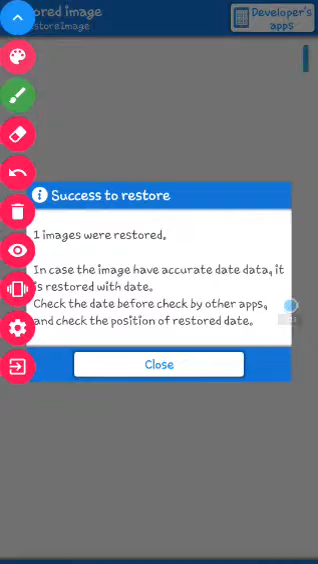 ored image
estoreImage
Developer's
apps
Success to restore
1 images were restored.
In case the image have accurate date data, it
is restored with date.
Check the date before check by other apps,
and check the position of restored date.
Close